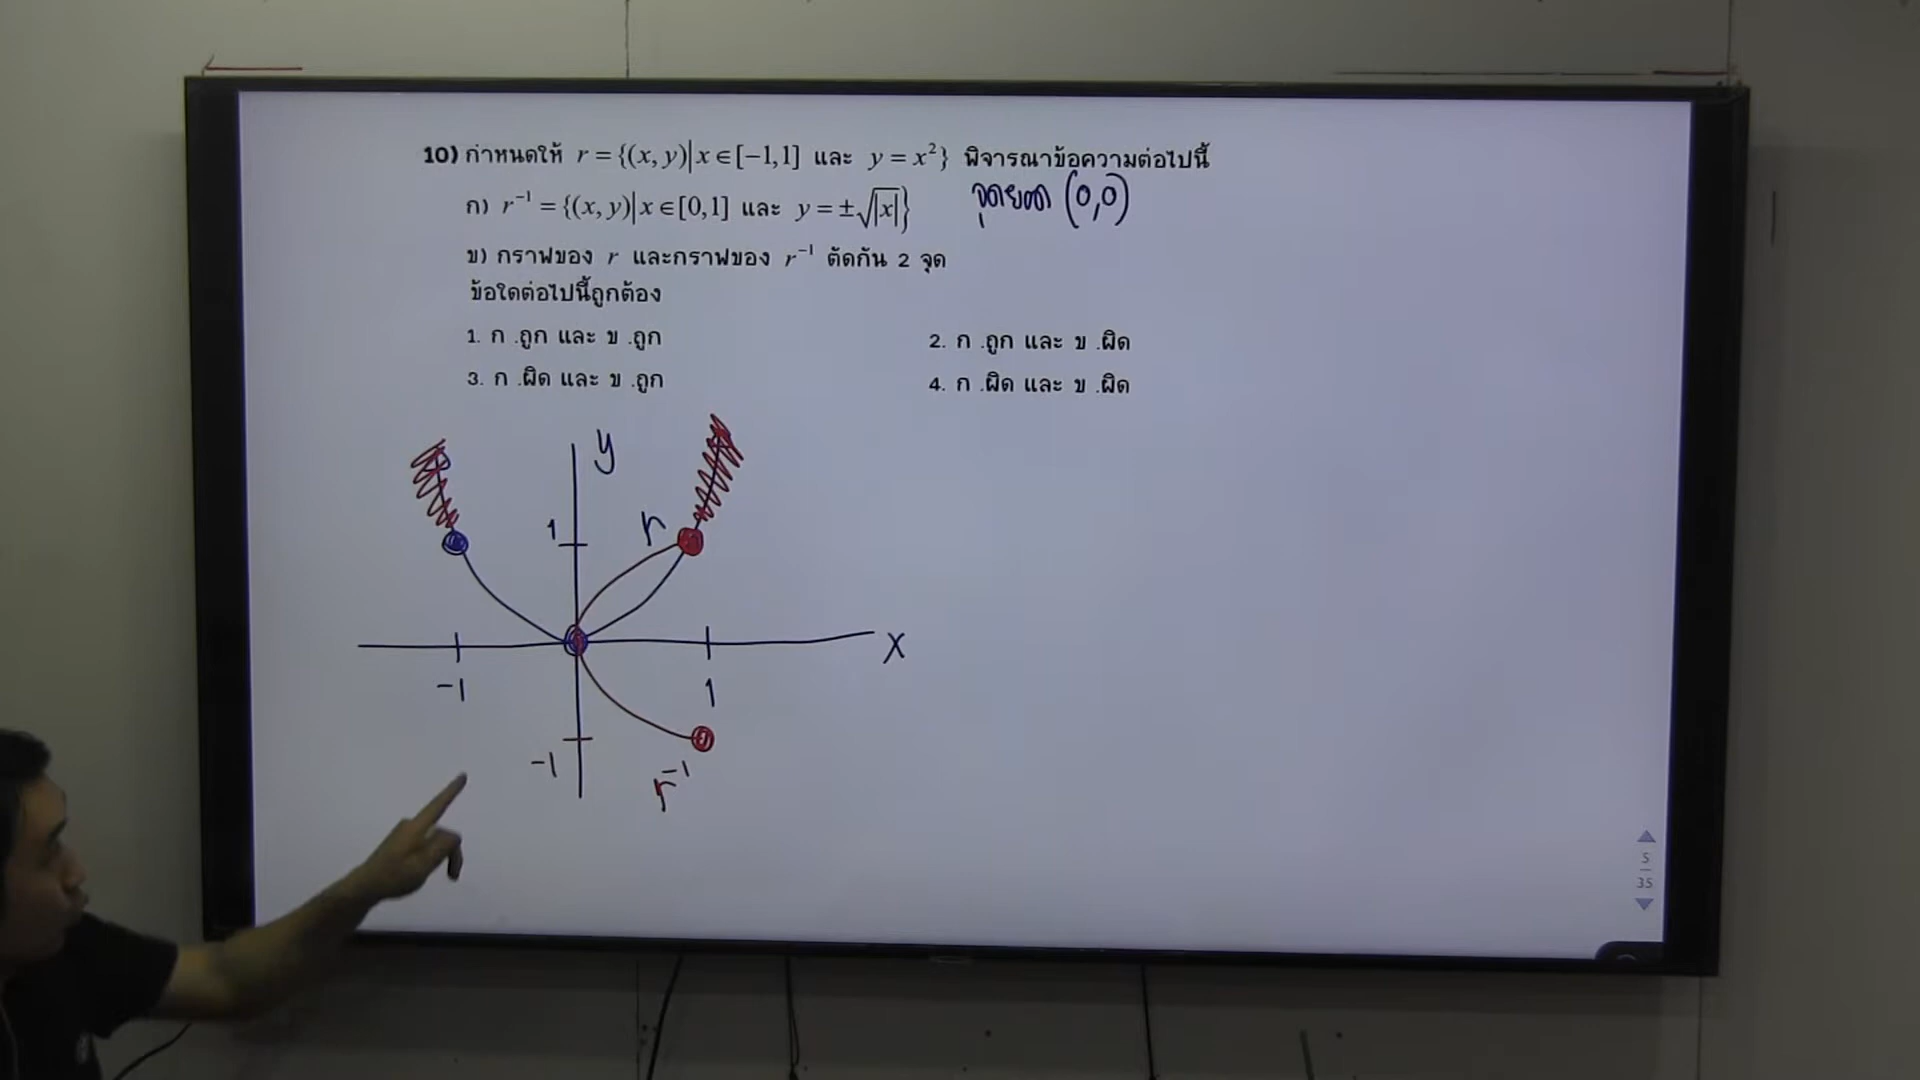 10) กำหนดให้ r = {(x, y)| x ∈ [−1,1] และ y = x²} พิจารณาข้อความต่อไปนี้
ก) r⁻¹ = {(x, y)| x ∈ [0,1] และ y = ±√|x|} จุดยอด (0,0)
ข) กราฟของ r และกราฟของ r⁻¹ ตัดกัน 2 จุด
ข้อใดต่อไปนี้ถูกต้อง
1. ก .ถูก และ ข .ถูก 2. ก .ถูก และ ข .ผิด
3. ก .ผิด และ ข .ถูก 4. ก .ผิด และ ข .ผิด
y
1 r
x
-1 1
-1 r⁻¹
5
35